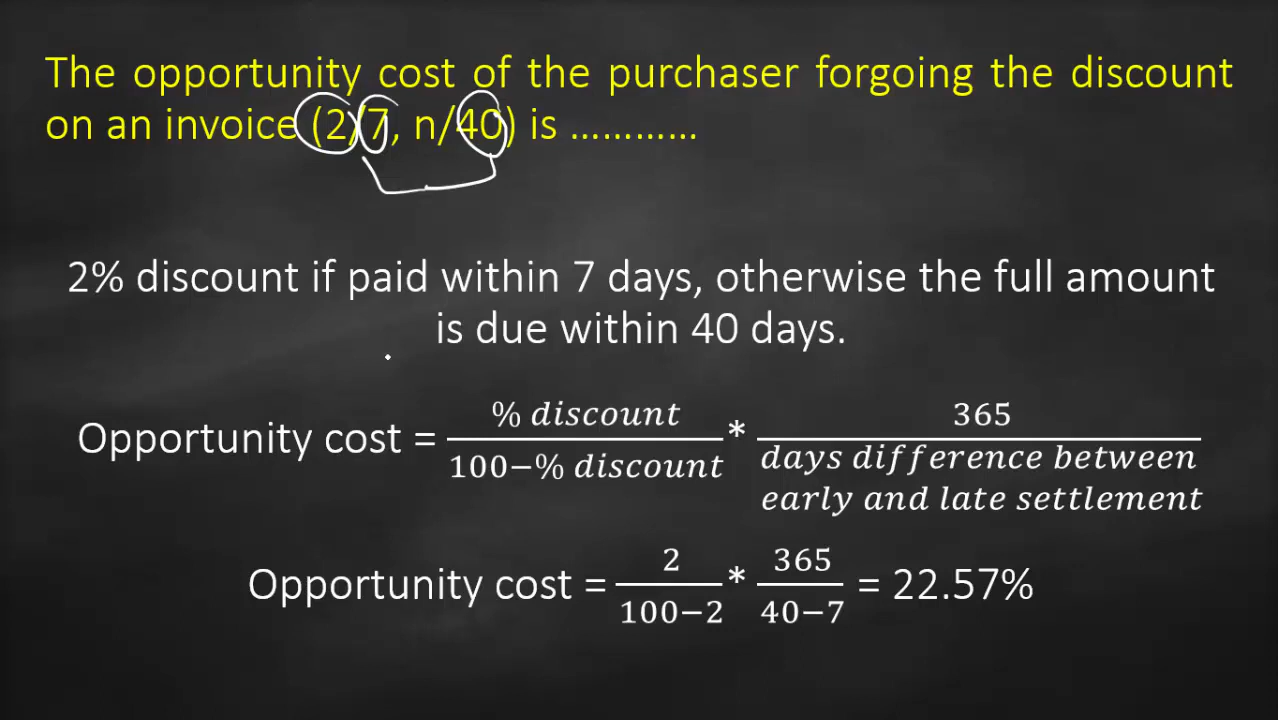 The opportunity cost of the purchaser forgoing the discount
on an invoice (2/7, n/40) is …………
2% discount if paid within 7 days, otherwise the full amount
is due within 40 days.
Opportunity cost = % discount / 100−% discount * 365 / days difference between
early and late settlement
Opportunity cost = 2 / 100−2 * 365 / 40−7 = 22.57%